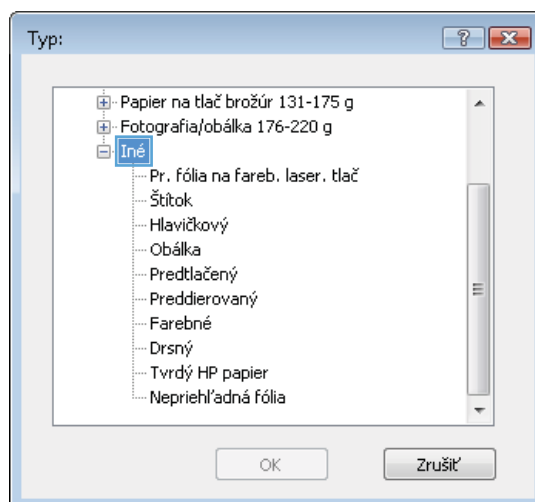 Typ:
Papier na tlač brožúr 131-175 g
Fotografia/obálka 176-220 g
Iné
Pr. fólia na fareb. laser. tlač
Štítok
Hlavičkový
Obálka
Predtlačený
Preddierovaný
Farebné
Drsný
Tvrdý HP papier
Nepriehľadná fólia
OK
Zrušiť